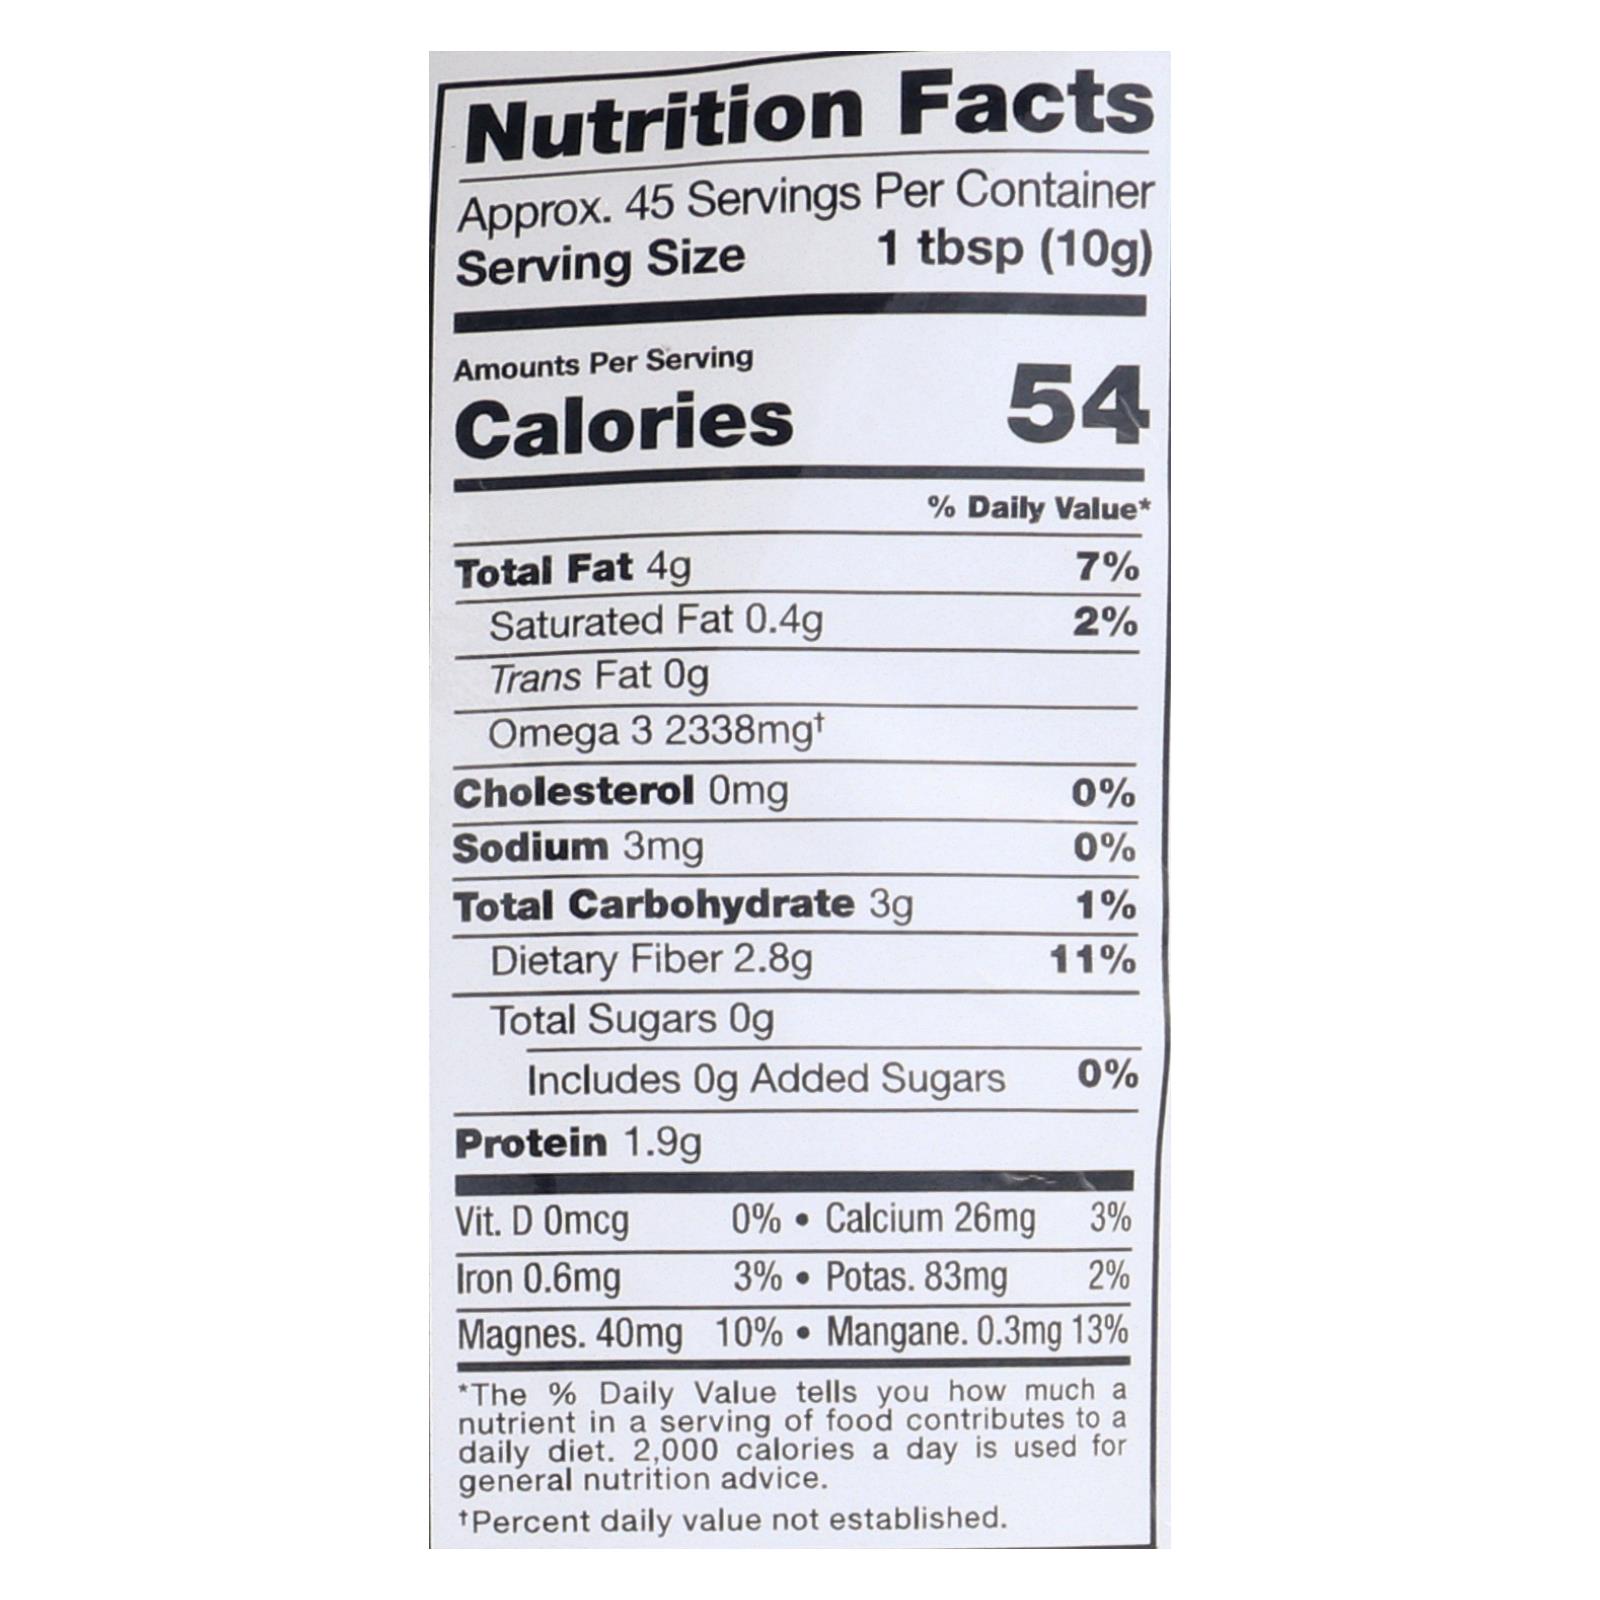 Nutrition Facts
Approx. 45 Servings Per Container
Serving Size 1 tbsp (10g)
Amounts Per Serving
Calories 54
% Daily Value*
Total Fat 4g 7%
Saturated Fat 0.4g 2%
Trans Fat 0g
Omega 3 2338mg†
Cholesterol 0mg 0%
Sodium 3mg 0%
Total Carbohydrate 3g 1%
Dietary Fiber 2.8g 11%
Total Sugars 0g
Includes 0g Added Sugars 0%
Protein 1.9g
Vit. D 0mcg 0% • Calcium 26mg 3%
Iron 0.6mg 3% • Potas. 83mg 2%
Magnes. 40mg 10% • Mangane. 0.3mg 13%
*The % Daily Value tells you how much a
nutrient in a serving of food contributes to a
daily diet. 2,000 calories a day is used for
general nutrition advice.
†Percent daily value not established.